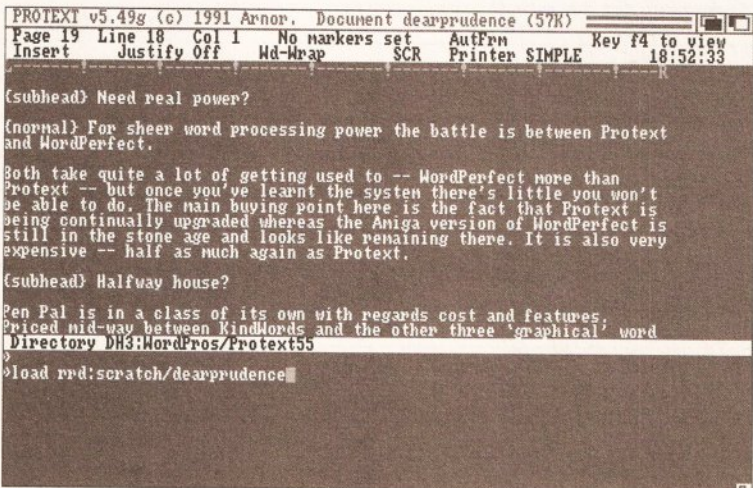 PROTEXT v5.49g (c) 1991 Arnor. Document dearprudence (57K)
Page 19 Line 18 Col 1 No markers set AutFrm Key f4 to view
Insert Justify Off Wd-Wrap SCR Printer SIMPLE 18:52:33
R
{subhead} Need real power?
{normal} For sheer word processing power the battle is between Protext
and WordPerfect.
Both take quite a lot of getting used to -- WordPerfect more than
Protext -- but once you've learnt the system there's little you won't
be able to do. The main buying point here is the fact that Protext is
being continually upgraded whereas the Amiga version of WordPerfect is
still in the stone age and looks like remaining there. It is also very
expensive -- half as much again as Protext.
{subhead} Halfway house?
Pen Pal is in a class of its own with regards cost and features.
Priced mid-way between KindWords and the other three 'graphical' word
Directory DH3:WordPros/Protext55
»
»load rrd:scratch/dearprudence